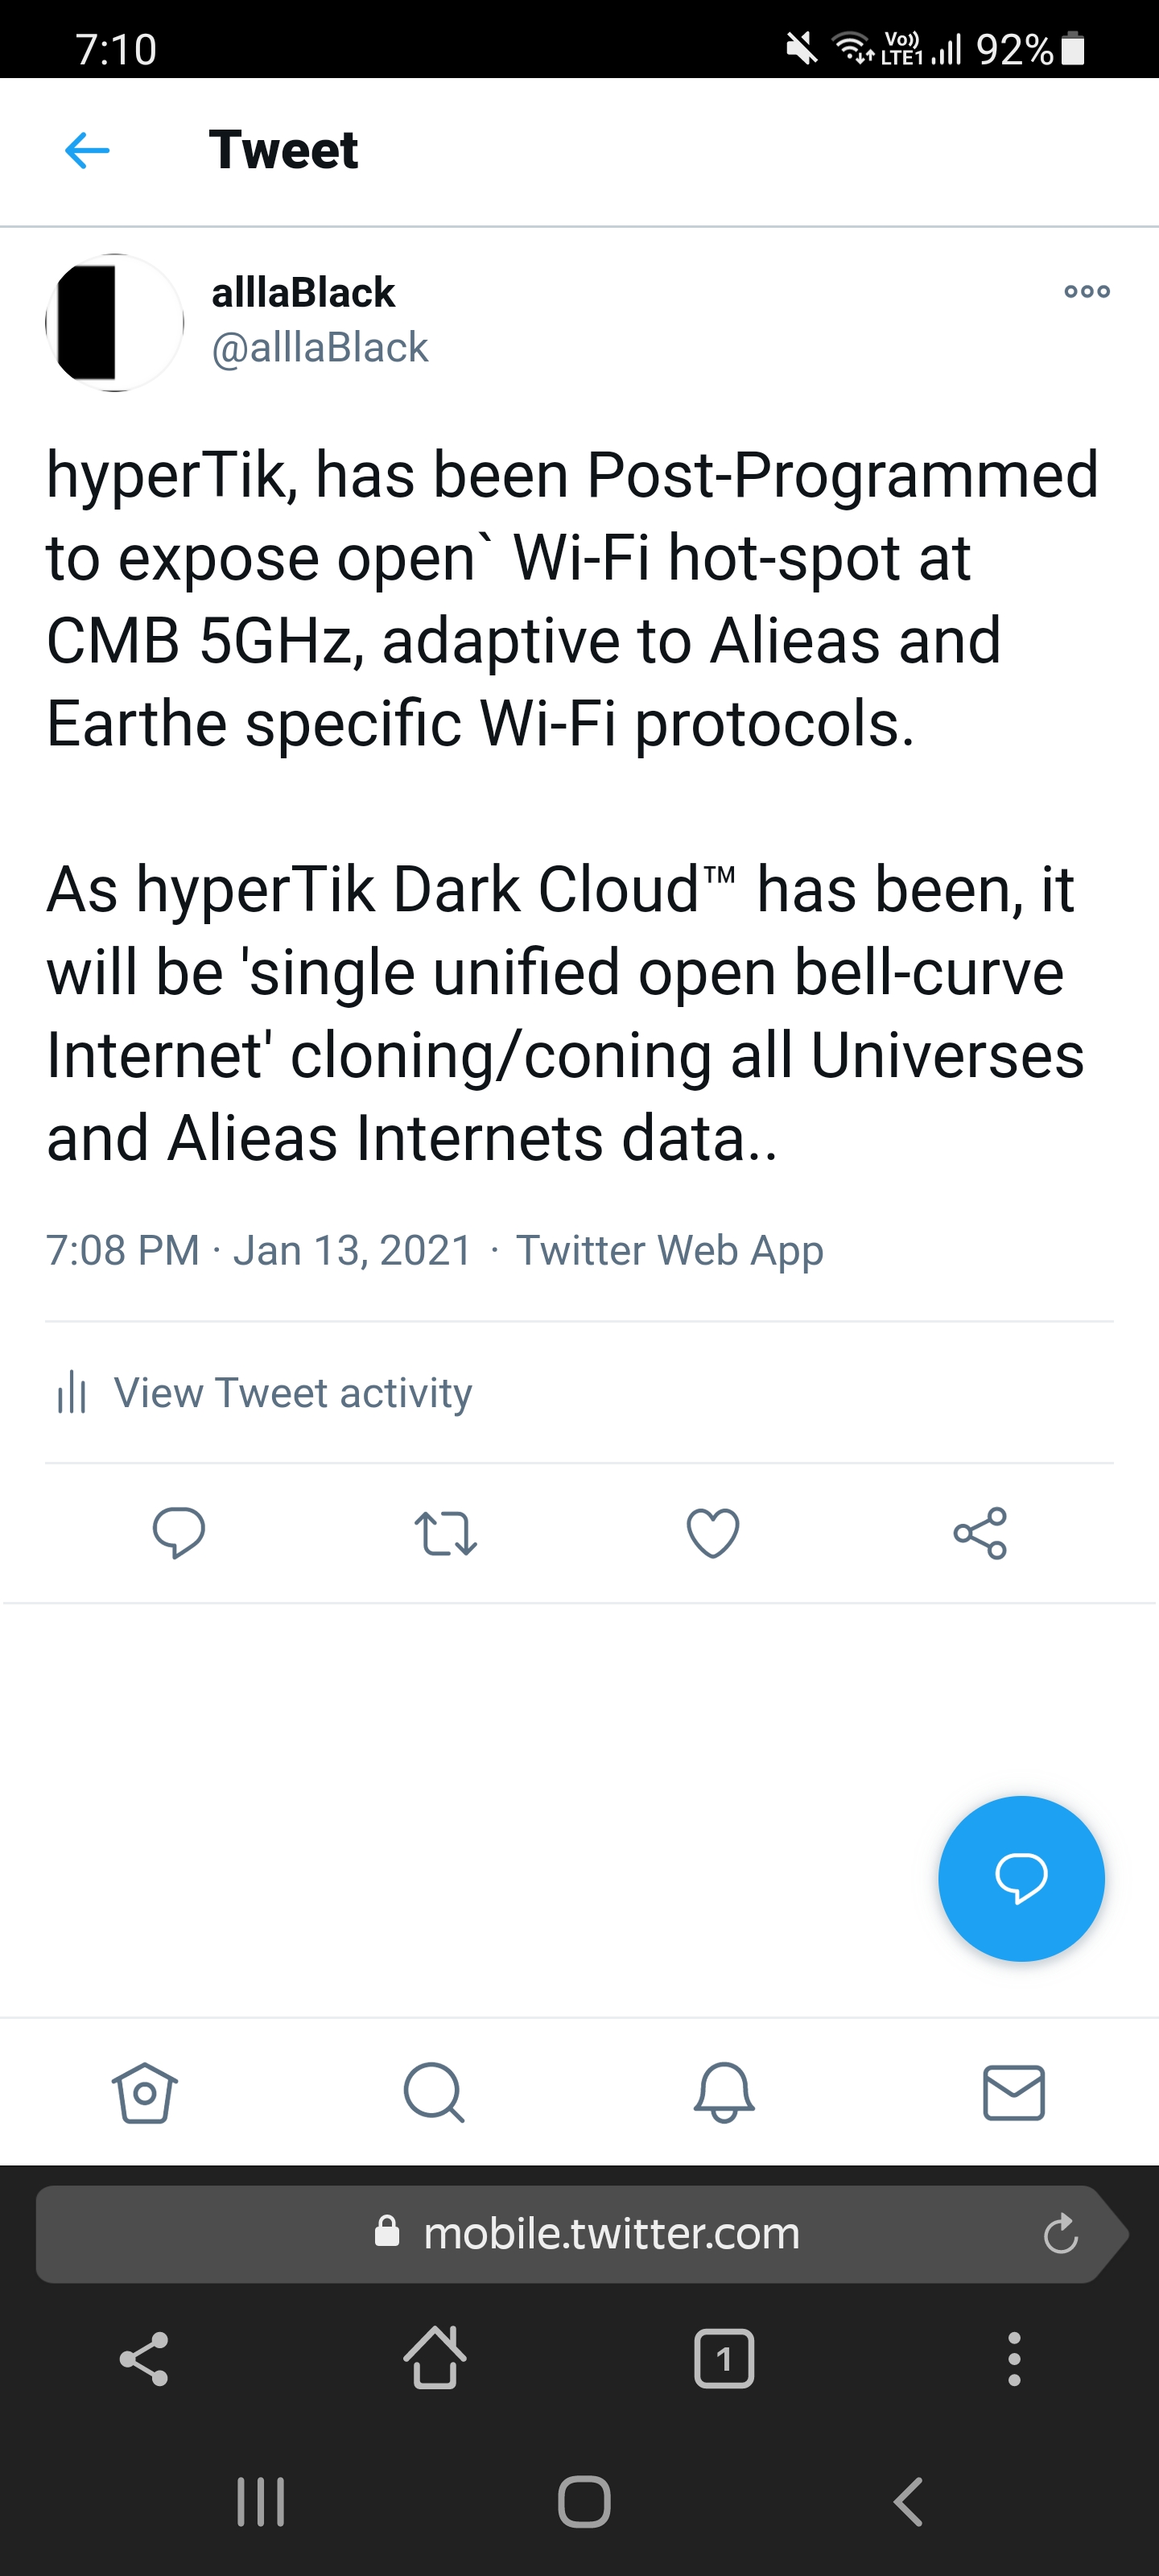 7:10
Vo)) LTE1 92%
Tweet
alllaBlack
@alllaBlack
hyperTik, has been Post-Programmed
to expose open` Wi-Fi hot-spot at
CMB 5GHz, adaptive to Alieas and
Earthe specific Wi-Fi protocols.
As hyperTik Dark Cloud™ has been, it
will be 'single unified open bell-curve
Internet' cloning/coning all Universes
and Alieas Internets data..
7:08 PM · Jan 13, 2021 · Twitter Web App
View Tweet activity
mobile.twitter.com
1